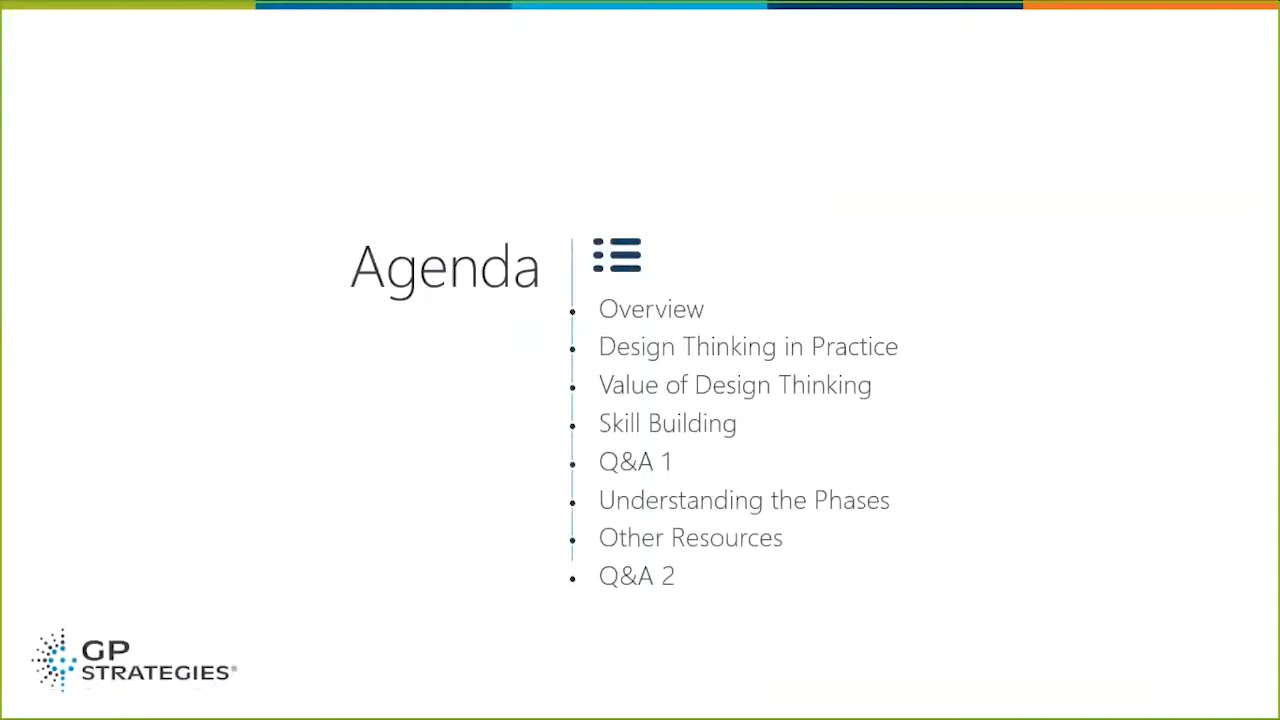 Agenda
Overview
Design Thinking in Practice
Value of Design Thinking
Skill Building
Q&A 1
Understanding the Phases
Other Resources
Q&A 2
GP
STRATEGIES®